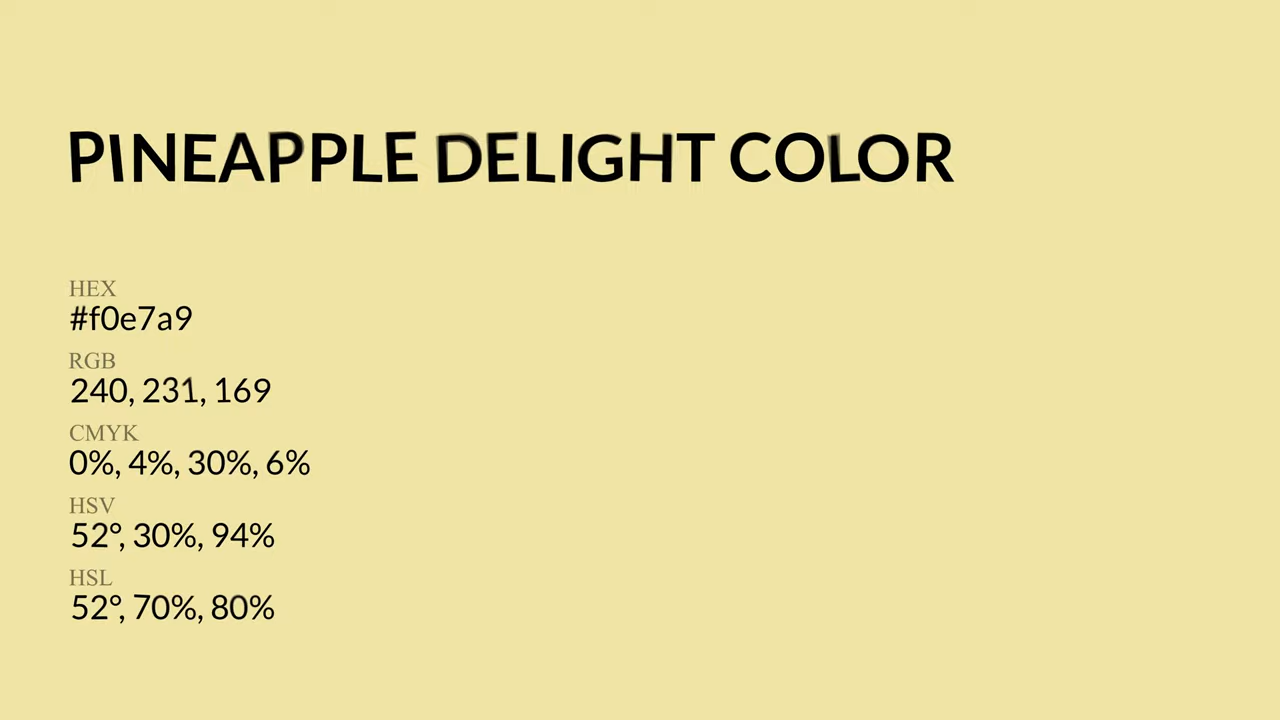 PINEAPPLE DELIGHT COLOR
HEX
#f0e7a9
RGB
240, 231, 169
CMYK
0%, 4%, 30%, 6%
HSV
52°, 30%, 94%
HSL
52°, 70%, 80%